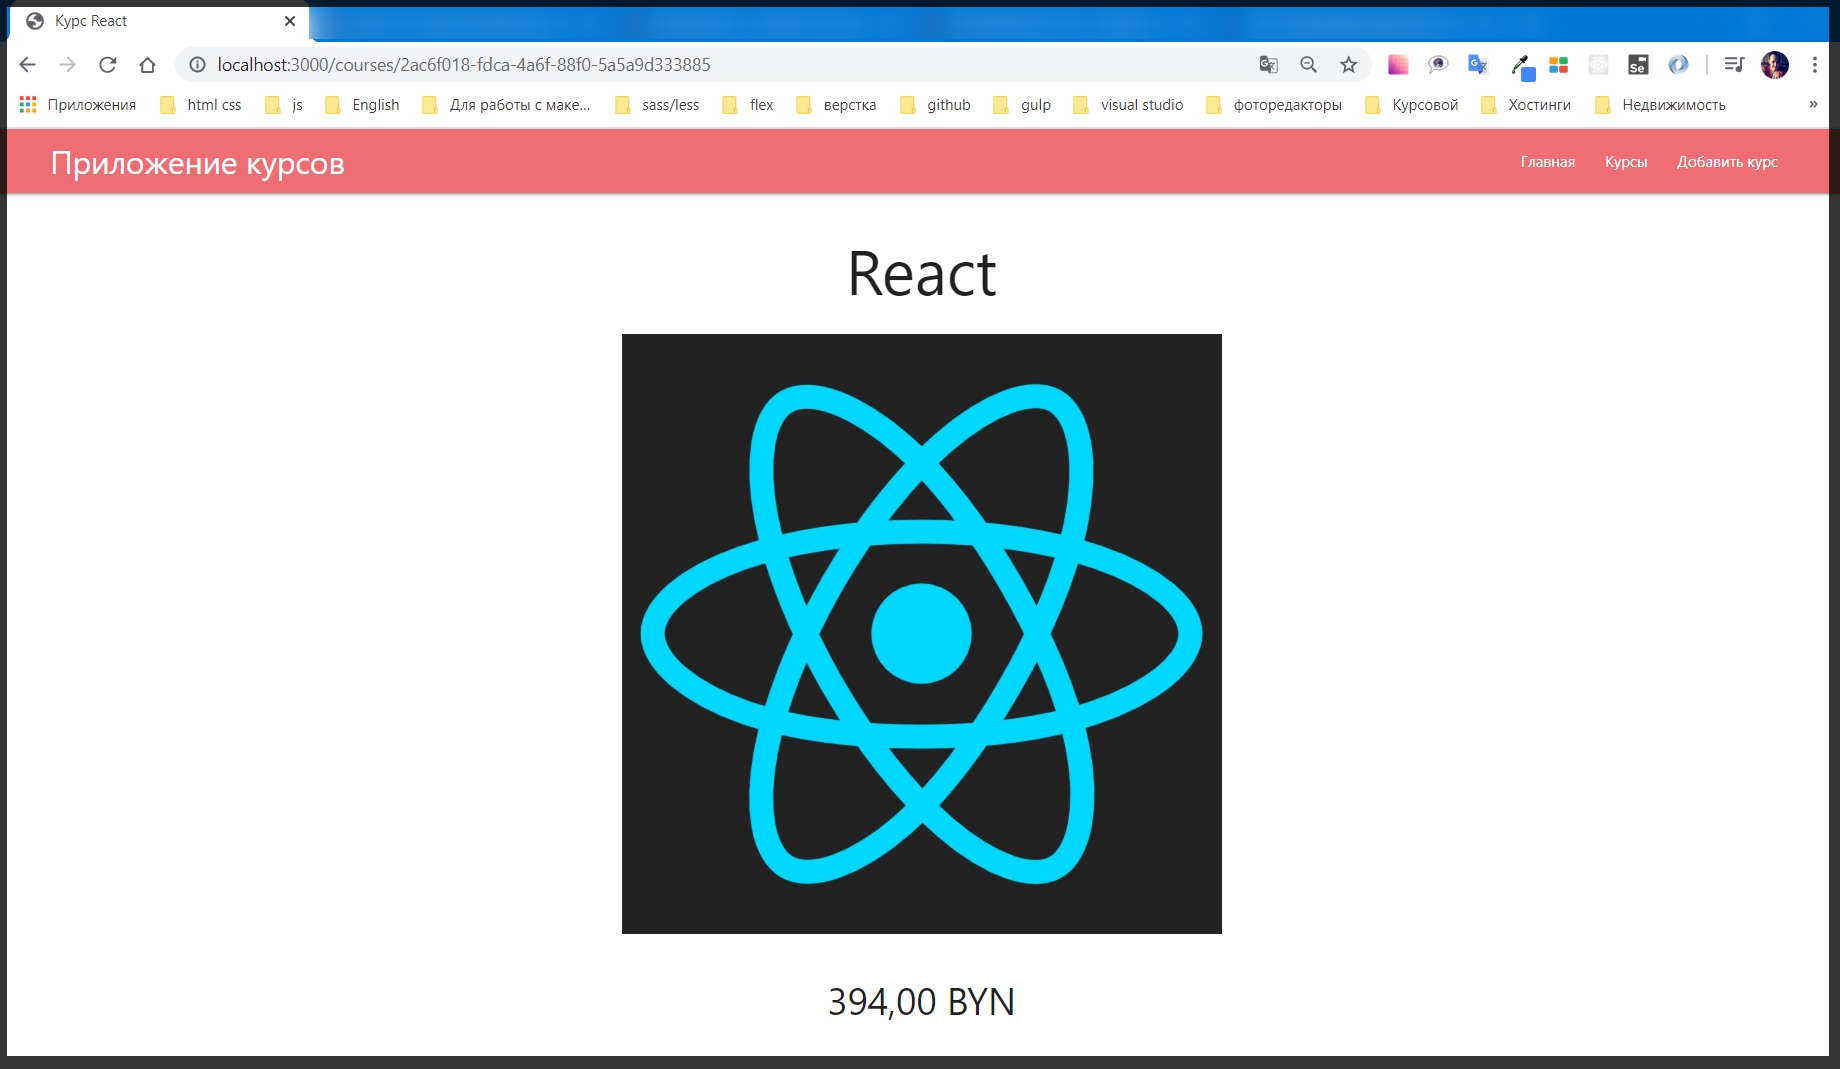 Курс React
localhost:3000/courses/2ac6f018-fdca-4a6f-88f0-5a5a9d333885
Se
Приложения html css js English Для работы с маке... sass/less flex верстка github gulp visual studio фоторедакторы Курсовой Хостинги Недвижимость »
Приложение курсов Главная Курсы Добавить курс
React
394,00 BYN